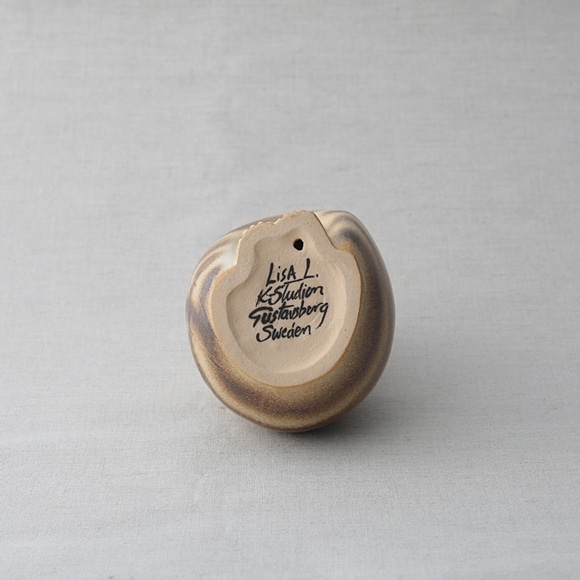 LisA L.
K-Studion
Gustavsberg
Sweden